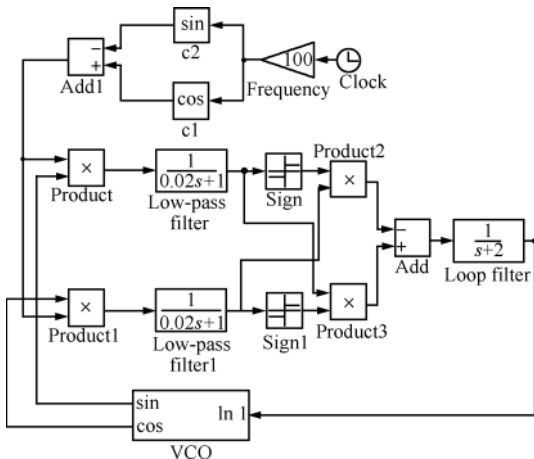 sin
c2
−
+
Add1
100
Frequency
Clock
cos
c1
×
Product
1
0.02s+1
Low-pass
filter
Sign
Product2
×
−
+
Add
1
s+2
Loop filter
×
Product1
1
0.02s+1
Low-pass
filter1
Sign1
×
Product3
sin
cos
ln 1
VCO